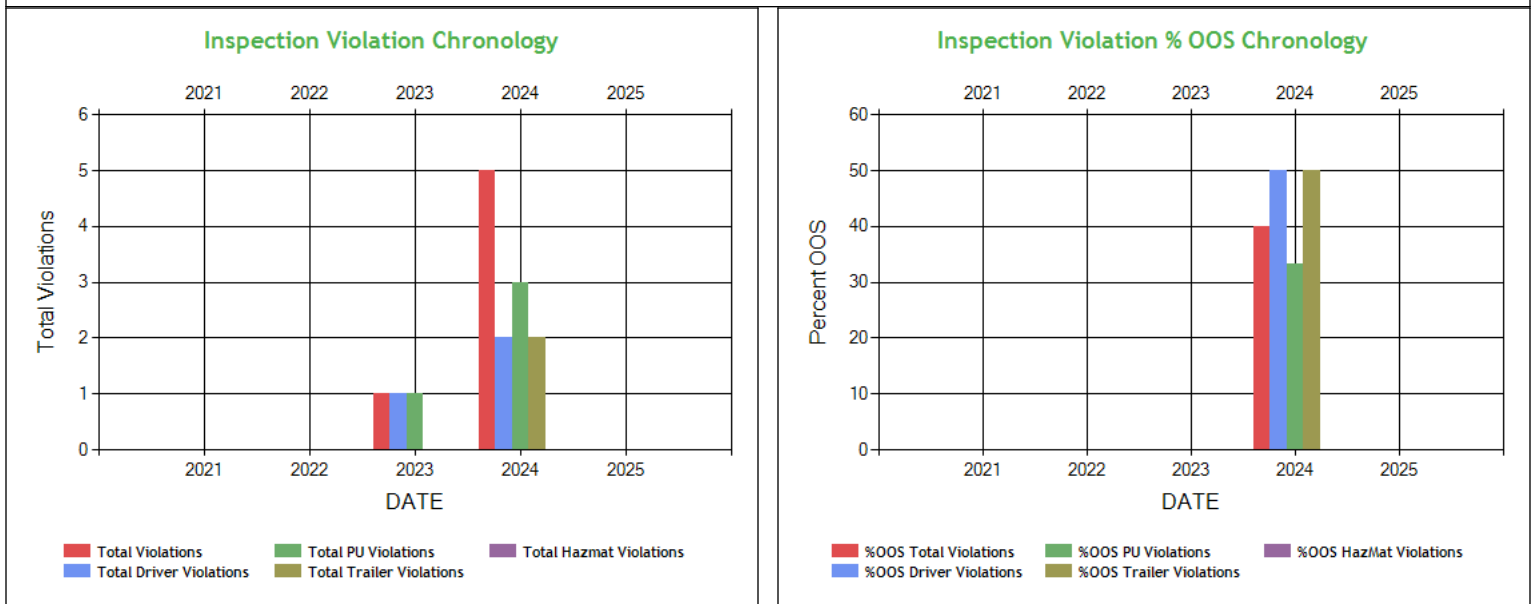 Inspection Violation Chronology
2021 2022 2023 2024 2025
6
5
4
3
2
1
0
Total Violations
2021 2022 2023 2024 2025
DATE
Total Violations Total PU Violations Total Hazmat Violations
Total Driver Violations Total Trailer Violations
Inspection Violation % OOS Chronology
2021 2022 2023 2024 2025
60
50
40
30
20
10
0
Percent OOS
2021 2022 2023 2024 2025
DATE
%OOS Total Violations %OOS PU Violations %OOS HazMat Violations
%OOS Driver Violations %OOS Trailer Violations